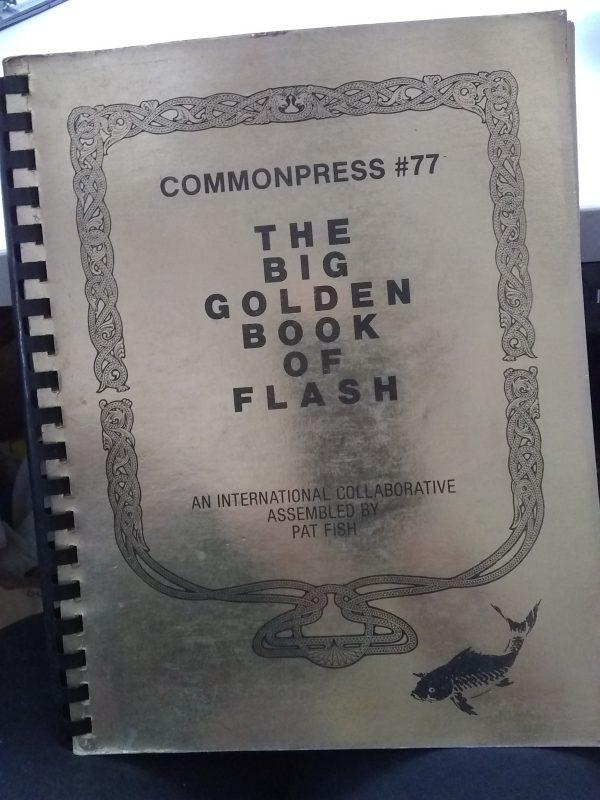 COMMONPRESS #77
THE
BIG
GOLDEN
BOOK
OF
FLASH
AN INTERNATIONAL COLLABORATIVE
ASSEMBLED BY
PAT FISH